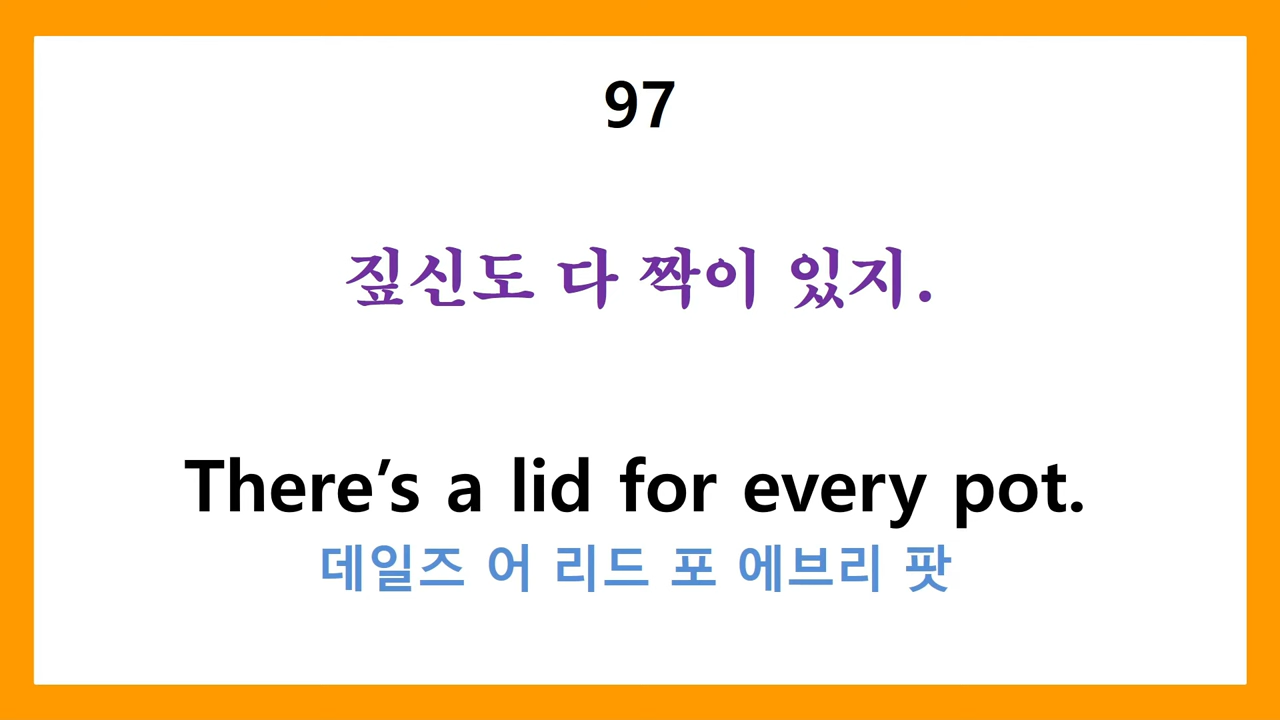 97
짚신도 다 짝이 있지.
There’s a lid for every pot.
데일즈 어 리드 포 에브리 팟